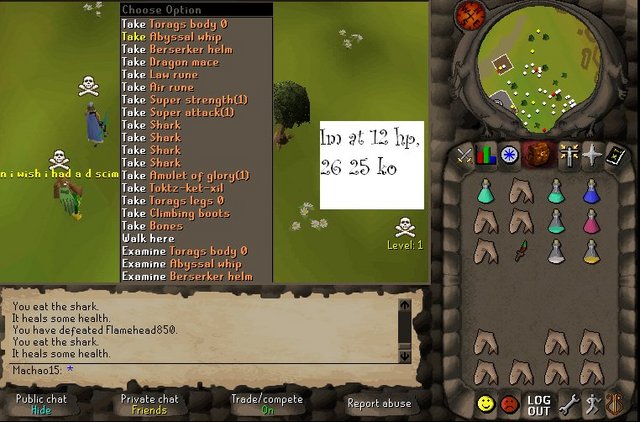 Choose Option
Take Torags body 0
Take Abyssal whip
Take Berserker helm
Take Dragon mace
Take Law rune
Take Air rune
Take Super strength(1)
Take Super attack(1)
Take Shark
Take Shark
Take Shark
Take Shark
Take Amulet of glory(1)
Take Toktz-ket-xil
Take Torags legs 0
Take Climbing boots
Take Bones
Walk here
Examine Torags body 0
Examine Abyssal whip
Examine Berserker helm
n i wish i had a d scim
Im at 12 hp,
26 25 ko
Level: 1
You eat the shark.
It heals some health.
You have defeated Flamehead850.
You eat the shark.
It heals some health.
Machao15: *
Public chat
Hide
Private chat
Friends
Trade/compete
On
Report abuse
LOG
OUT